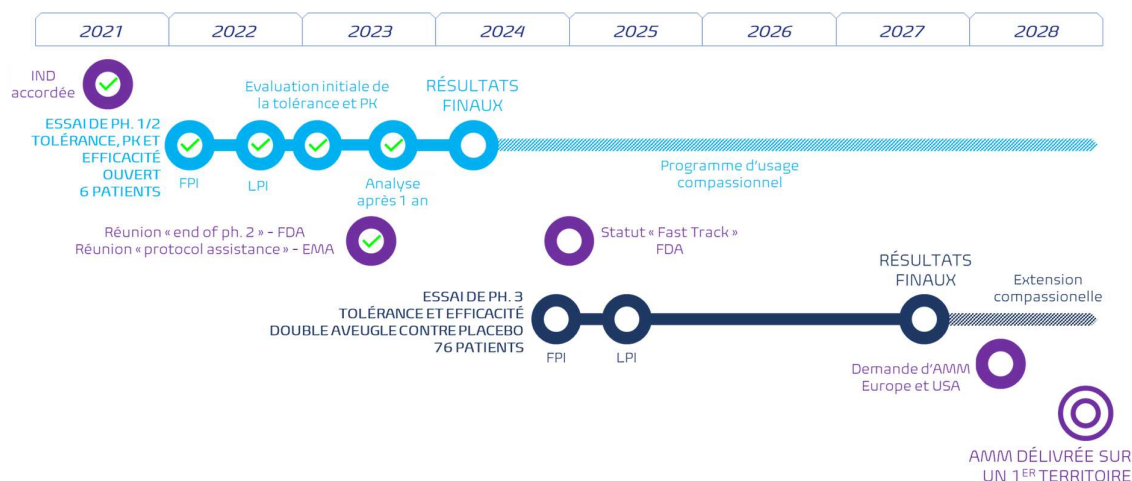 2021 2022 2023 2024 2025 2026 2027 2028
IND
accordée
ESSAI DE PH. 1/2
TOLÉRANCE, PK ET
EFFICACITÉ
OUVERT
6 PATIENTS
Evaluation initiale de
la tolérance et PK
RÉSULTATS
FINAUX
FPI
LPI
Analyse
après 1 an
Programme d'usage
compassionnel
Réunion « end of ph. 2 » - FDA
Réunion « protocol assistance » - EMA
Statut « Fast Track »
FDA
ESSAI DE PH. 3
TOLÉRANCE ET EFFICACITÉ
DOUBLE AVEUGLE CONTRE PLACEBO
76 PATIENTS
FPI
LPI
RÉSULTATS
FINAUX
Extension
compassionelle
Demande d'AMM
Europe et USA
AMM DÉLIVRÉE SUR
UN 1ER TERRITOIRE